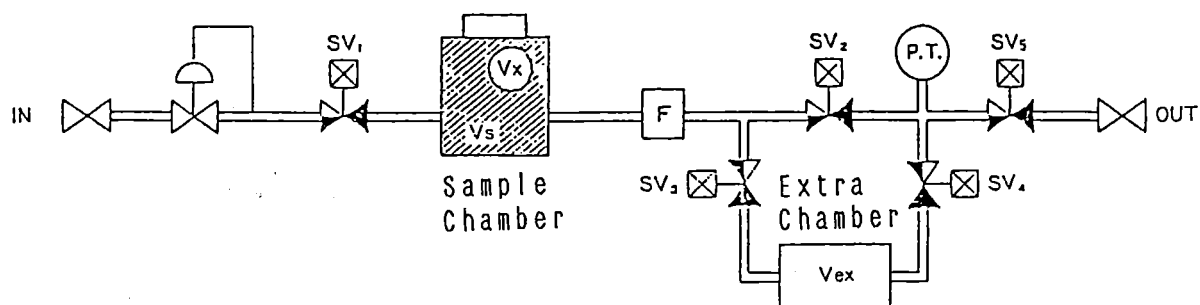 IN
SV₁
Vx
Vs
Sample
Chamber
F
SV₂
P.T.
SV₅
OUT
SV₃
Extra
Chamber
SV₄
Vex